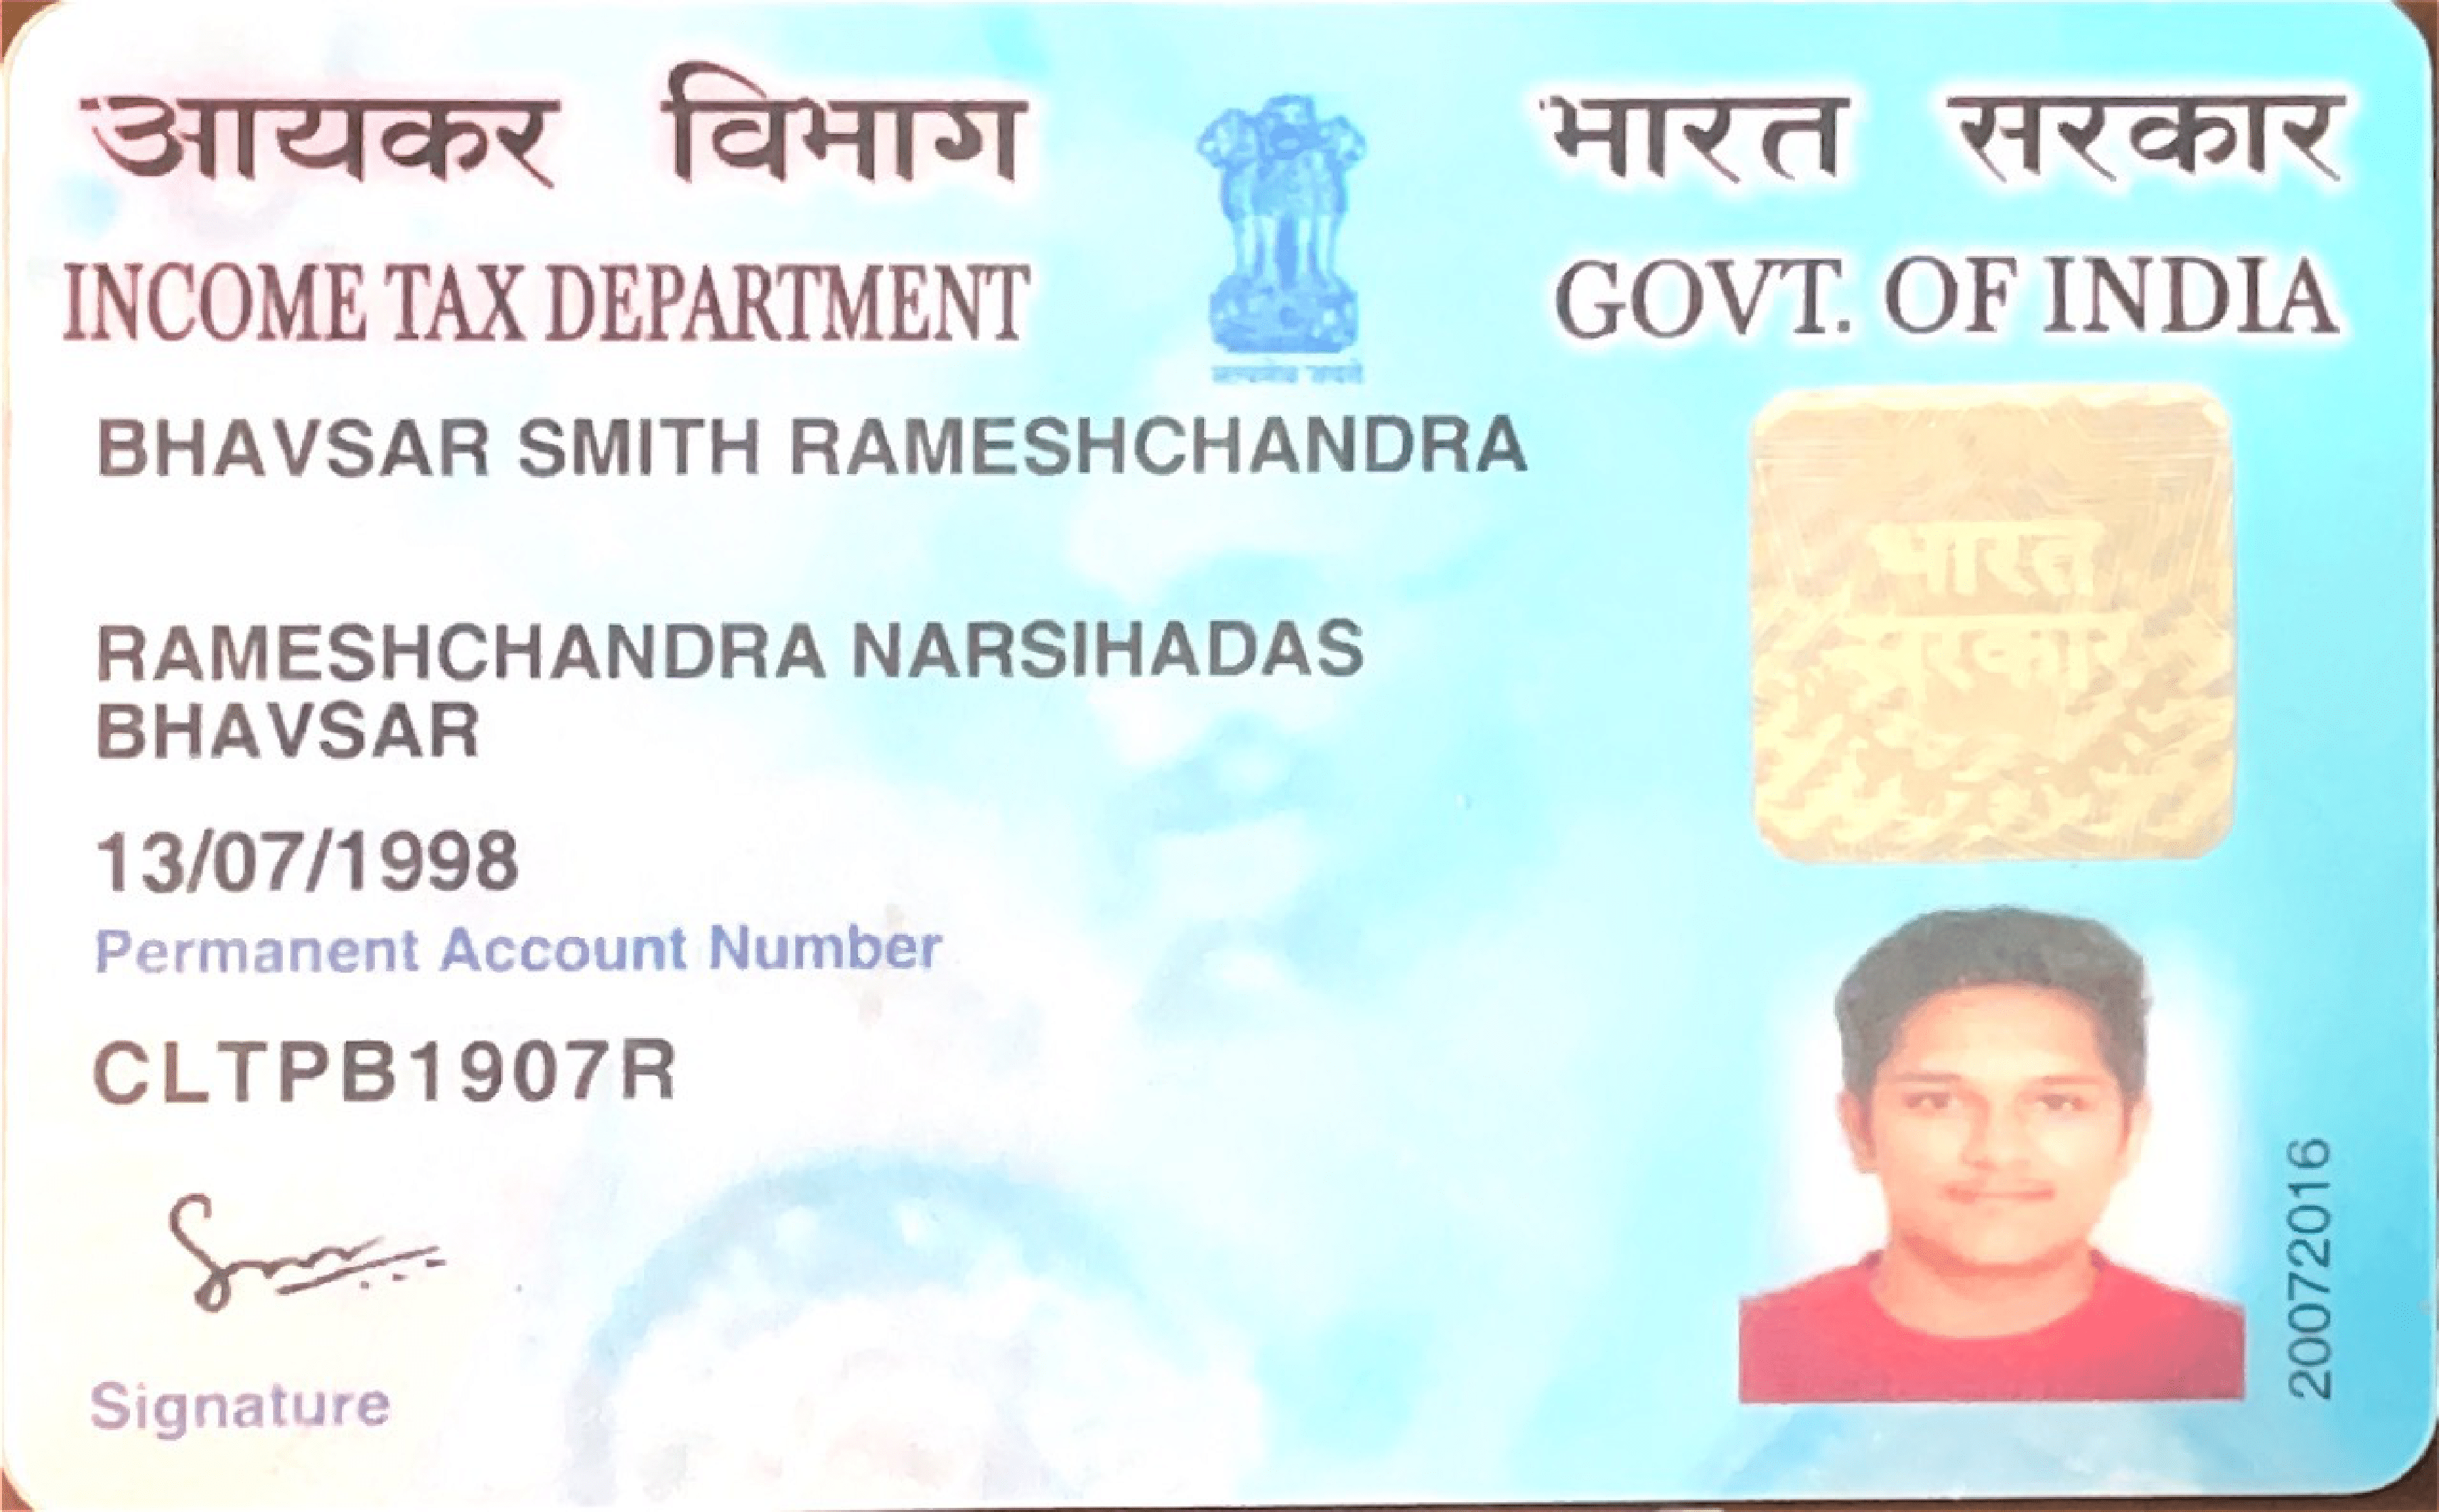 आयकर विभाग
INCOME TAX DEPARTMENT
भारत सरकार
GOVT. OF INDIA
सत्यमेव जयते
BHAVSAR SMITH RAMESHCHANDRA
RAMESHCHANDRA NARSIHADAS
BHAVSAR
13/07/1998
Permanent Account Number
CLTPB1907R
Signature
भारत
सरकार
20072016